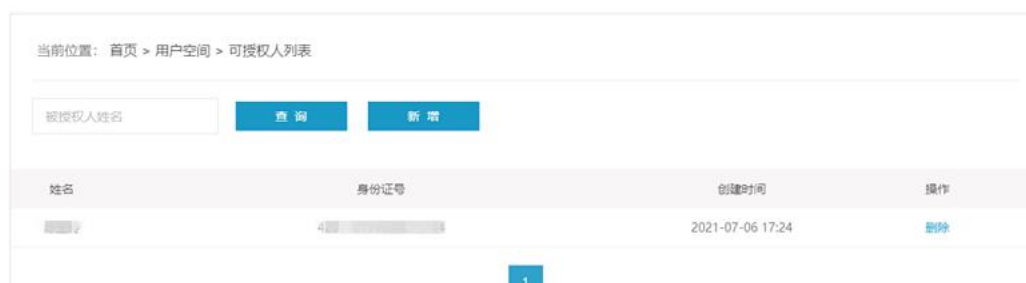 当前位置： 首页 > 用户空间 > 可授权人列表
被授权人姓名 查 询 新 增
姓名 身份证号 创建时间 操作
2021-07-06 17:24 删除
1